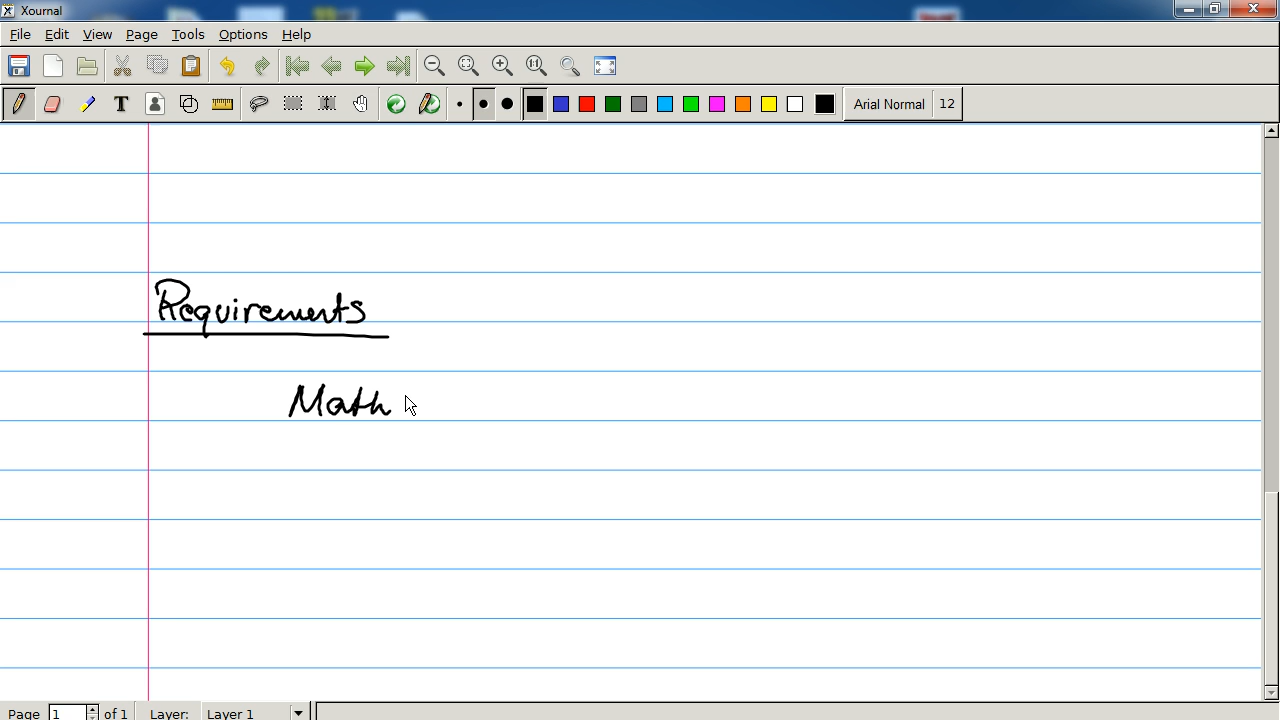 Xournal
File Edit View Page Tools Options Help
T Arial Normal 12
Requirements
Math
Page 1 of 1 Layer: Layer 1